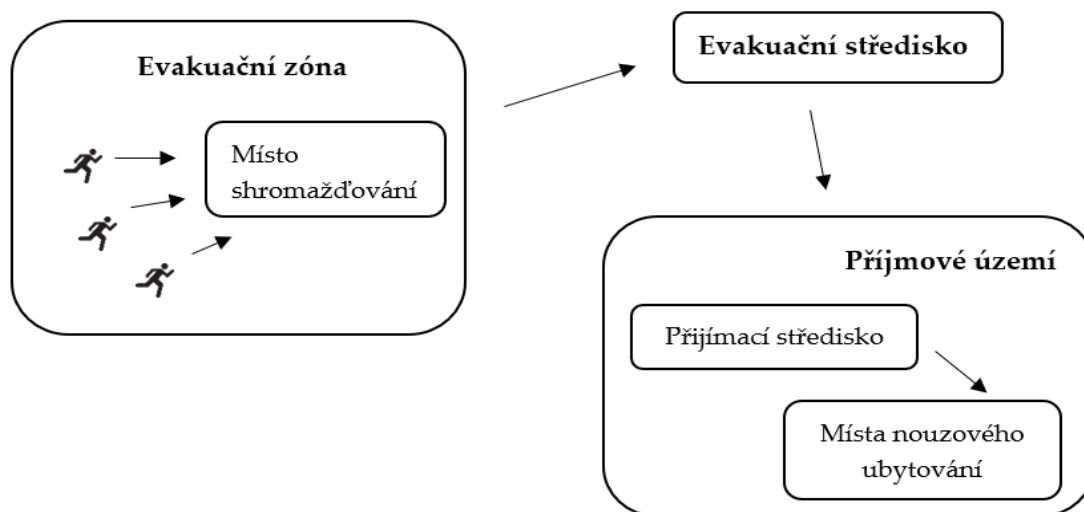 Evakuační zóna
Místo
shromažďování
Evakuační středisko
Příjmové území
Přijímací středisko
Místa nouzového
ubytování